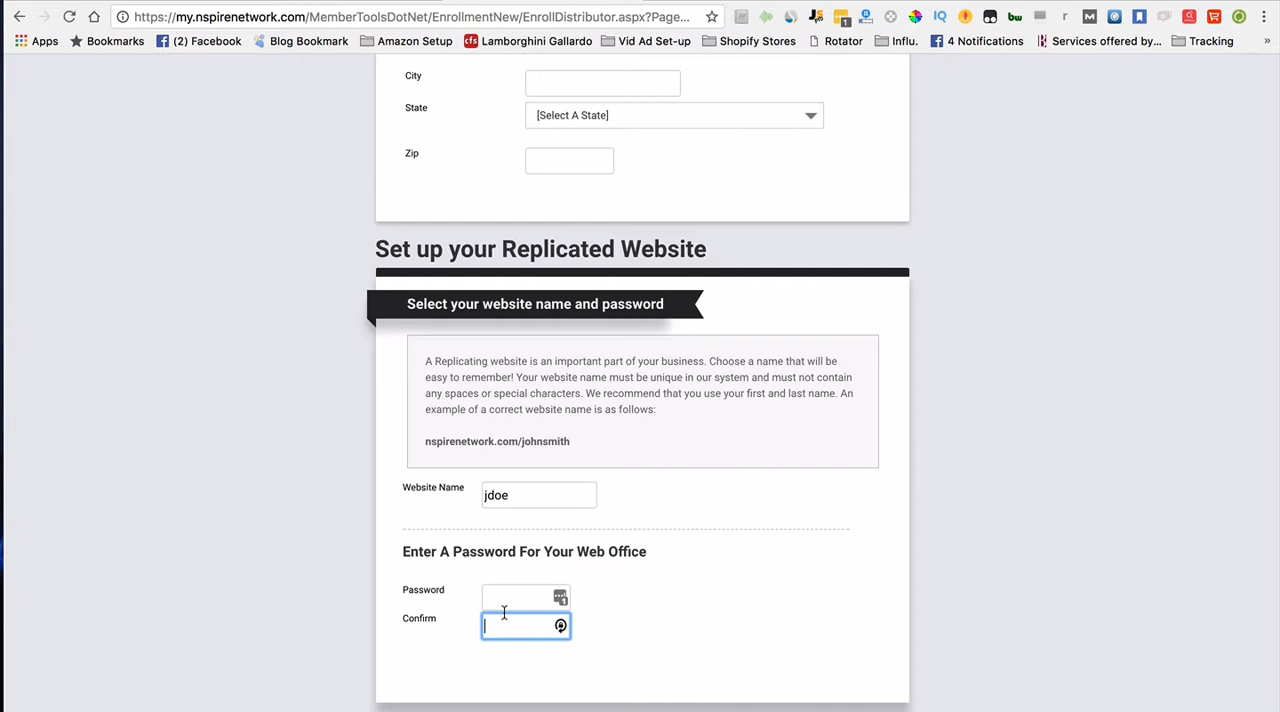 https://my.nspirenetwork.com/MemberToolsDotNet/EnrollmentNew/EnrollDistributor.aspx?Page...
Apps Bookmarks (2) Facebook Blog Bookmark Amazon Setup cfs Lamborghini Gallardo Vid Ad Set-up Shopify Stores Rotator Influ. 4 Notifications Services offered by... Tracking »
City
State [Select A State]
Zip
Set up your Replicated Website
Select your website name and password
A Replicating website is an important part of your business. Choose a name that will be
easy to remember! Your website name must be unique in our system and must not contain
any spaces or special characters. We recommend that you use your first and last name. An
example of a correct website name is as follows:
nspirenetwork.com/johnsmith
Website Name jdoe
Enter A Password For Your Web Office
Password
Confirm